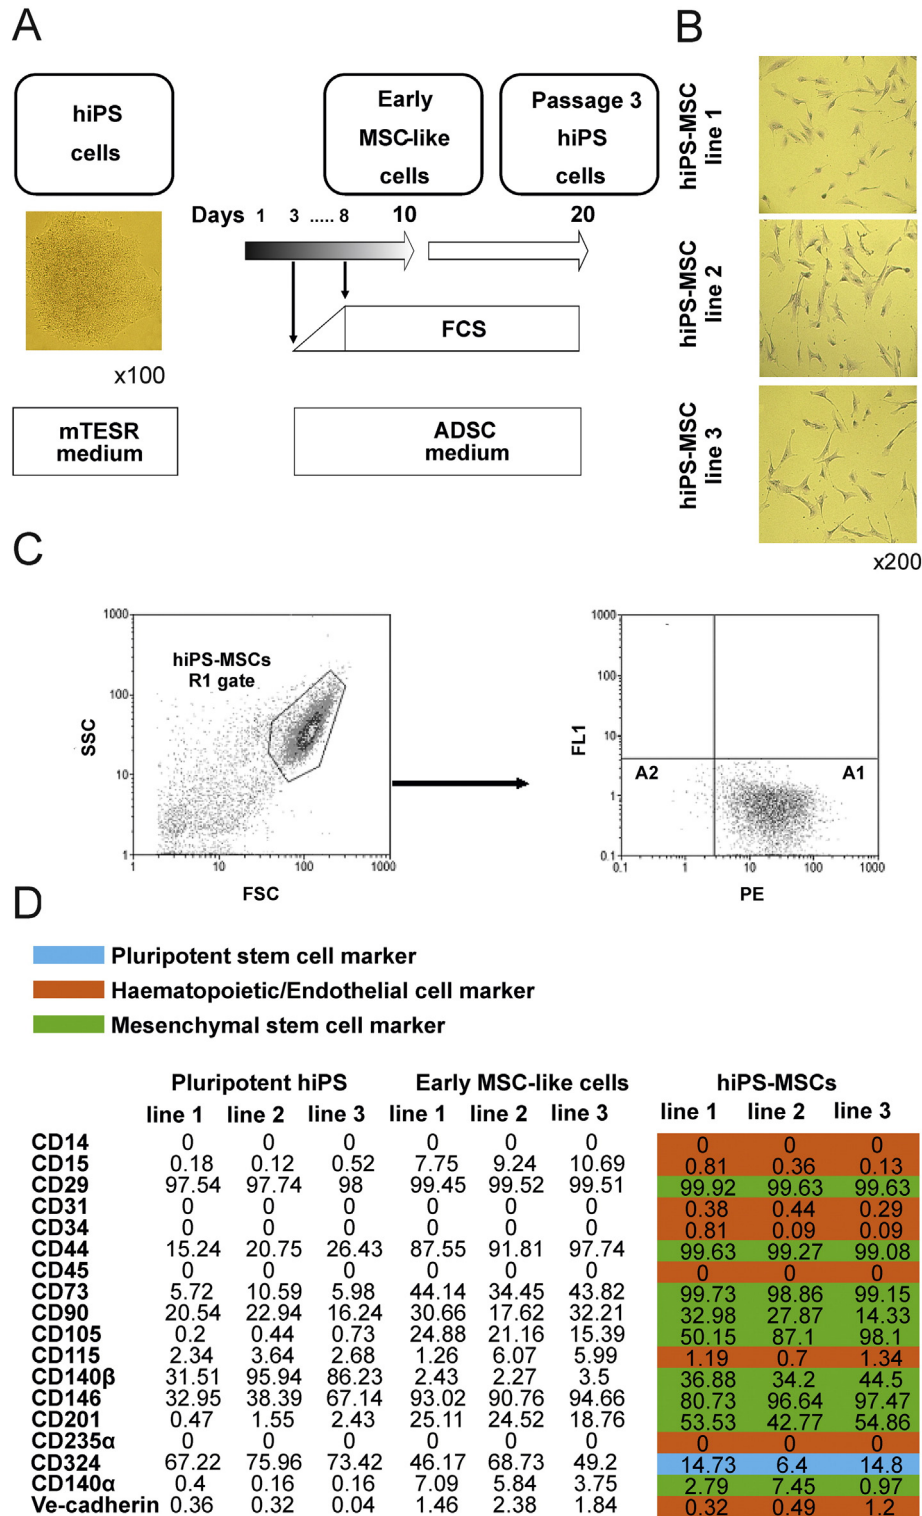 A
hiPS
cells
Early
MSC-like
cells
Passage 3
hiPS
cells
Days 1 3 ..... 8 10 20
FCS
x100
mTESR
medium
ADSC
medium
B
hiPS-MSC
line 1
hiPS-MSC
line 2
hiPS-MSC
line 3
x200
C
1000
100
10
1
SSC
hiPS-MSCs
R1 gate
1 10 100 1000
FSC
1000
100
10
1
0.1
FL1
A2 A1
0.1 1 10 100 1000
PE
D
Pluripotent stem cell marker
Haematopoietic/Endothelial cell marker
Mesenchymal stem cell marker
Pluripotent hiPS Early MSC-like cells hiPS-MSCs
line 1 line 2 line 3 line 1 line 2 line 3 line 1 line 2 line 3
CD14 0 0 0 0 0 0 0 0 0
CD15 0.18 0.12 0.52 7.75 9.24 10.69 0.81 0.36 0.13
CD29 97.54 97.74 98 99.45 99.52 99.51 99.92 99.63 99.63
CD31 0 0 0 0 0 0 0.38 0.44 0.29
CD34 0 0 0 0 0 0 0.81 0.09 0.09
CD44 15.24 20.75 26.43 87.55 91.81 97.74 99.63 99.27 99.08
CD45 0 0 0 0 0 0 0 0 0
CD73 5.72 10.59 5.98 44.14 34.45 43.82 99.73 98.86 99.15
CD90 20.54 22.94 16.24 30.66 17.62 32.21 32.98 27.87 14.33
CD105 0.2 0.44 0.73 24.88 21.16 15.39 50.15 87.1 98.1
CD115 2.34 3.64 2.68 1.26 6.07 5.99 1.19 0.7 1.34
CD140β 31.51 95.94 86.23 2.43 2.27 3.5 36.88 34.2 44.5
CD146 32.95 38.39 67.14 93.02 90.76 94.66 80.73 96.64 97.47
CD201 0.47 1.55 2.43 25.11 24.52 18.76 53.53 42.77 54.86
CD235α 0 0 0 0 0 0 0 0 0
CD324 67.22 75.96 73.42 46.17 68.73 49.2 14.73 6.4 14.8
CD140α 0.4 0.16 0.16 7.09 5.84 3.75 2.79 7.45 0.97
Ve-cadherin 0.36 0.32 0.04 1.46 2.38 1.84 0.32 0.49 1.2